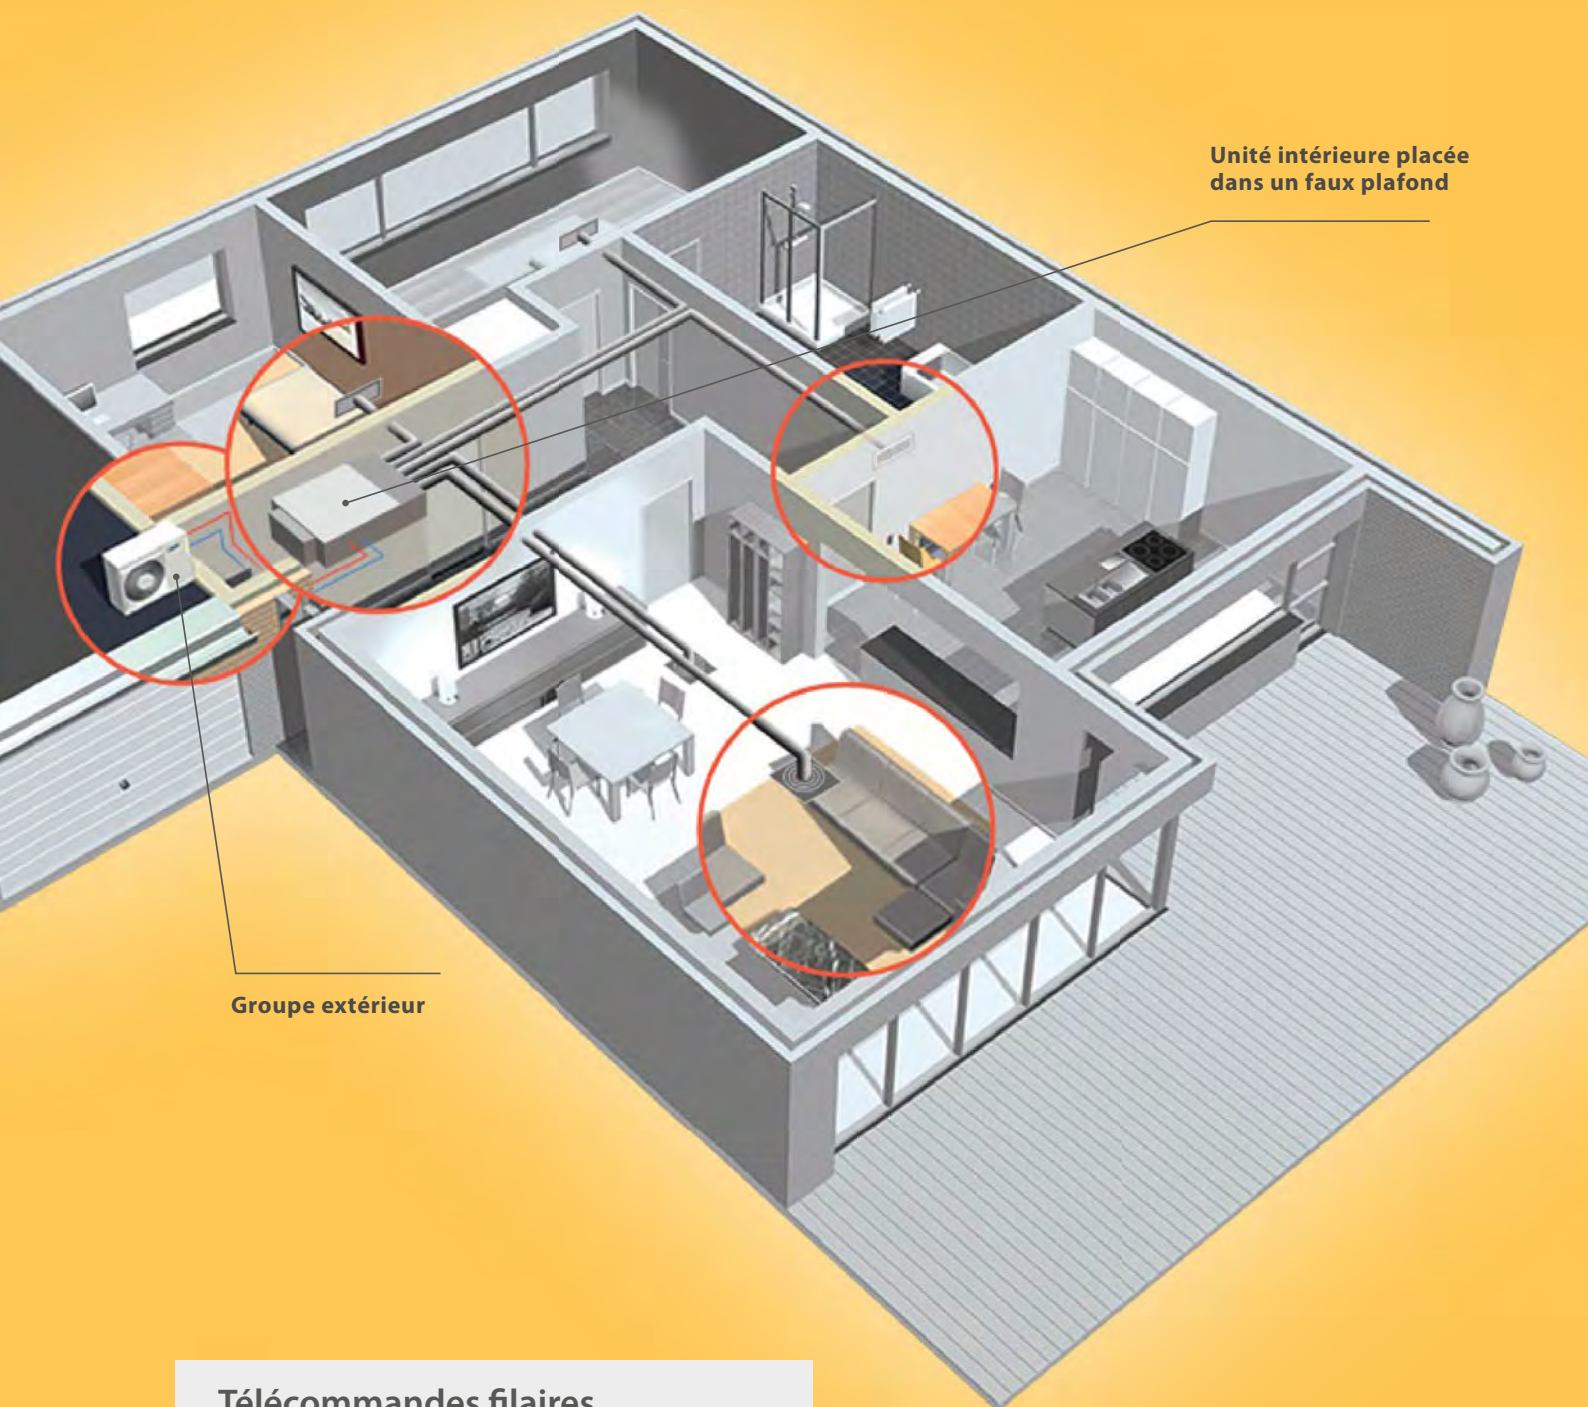 Unité intérieure placée
dans un faux plafond
Groupe extérieur
Télécommandes filaires